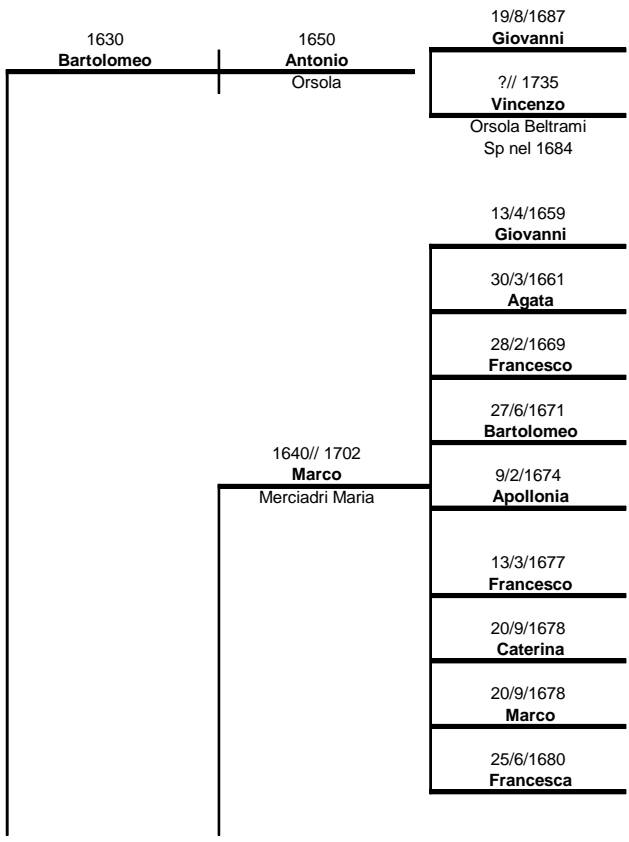 1630
Bartolomeo
1650
Antonio
Orsola
19/8/1687
Giovanni
?// 1735
Vincenzo
Orsola Beltrami
Sp nel 1684
13/4/1659
Giovanni
30/3/1661
Agata
28/2/1669
Francesco
27/6/1671
Bartolomeo
1640// 1702
Marco
Merciadri Maria
9/2/1674
Apollonia
13/3/1677
Francesco
20/9/1678
Caterina
20/9/1678
Marco
25/6/1680
Francesca